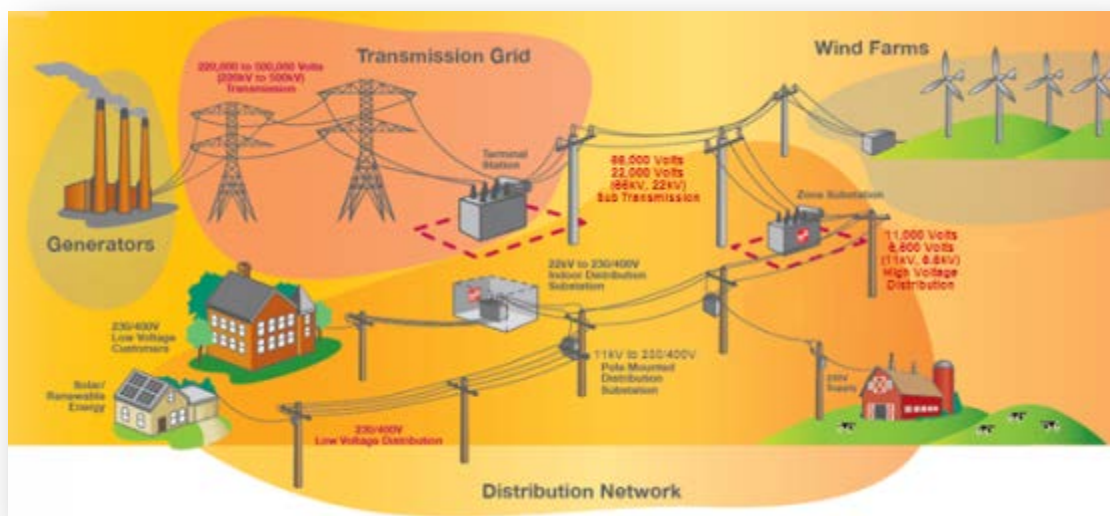 Transmission Grid
Wind Farms
220,000 to 500,000 Volts
(220kV to 500kV)
Transmission
Terminal
Station
66,000 Volts
22,000 Volts
(66kV, 22kV)
Sub Transmission
Zone Substation
Generators
11,000 Volts
6,600 Volts
(11kV, 6.6kV)
High Voltage
Distribution
22kV to 230/400V
Indoor Distribution
Substation
230/400V
Low Voltage
Customers
11kV to 230/400V
Pole Mounted
Distribution
Substation
Solar/
Renewable
Energy
230V
Supply
230/400V
Low Voltage Distribution
Distribution Network